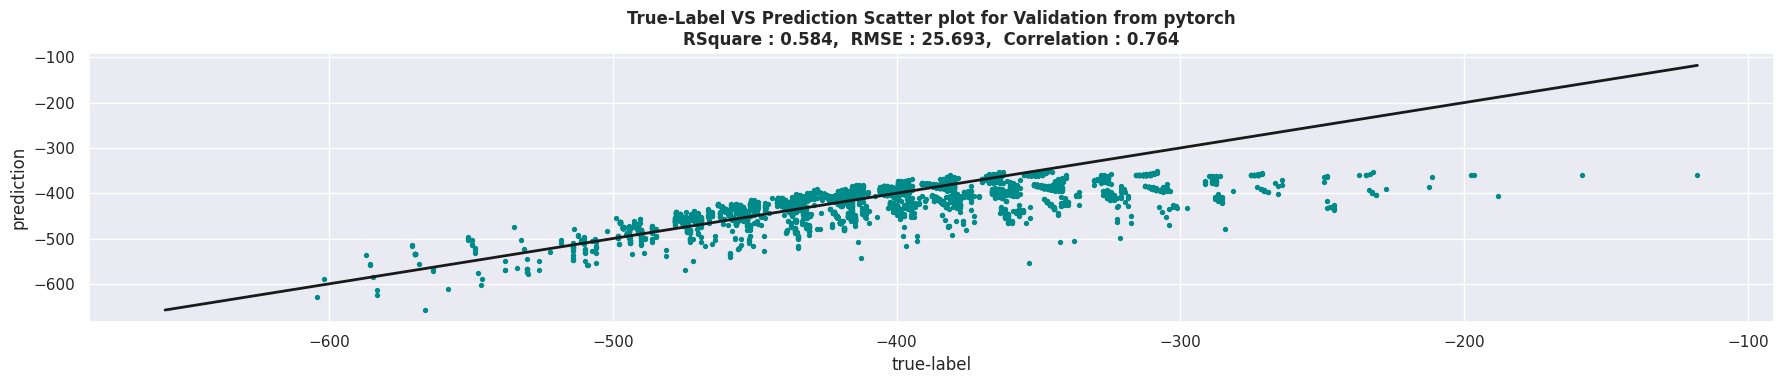 True-Label VS Prediction Scatter plot for Validation from pytorch
RSquare : 0.584,  RMSE : 25.693,  Correlation : 0.764
−100
−200
−300
−400
−500
−600
prediction
−600 −500 −400 −300 −200 −100
true-label